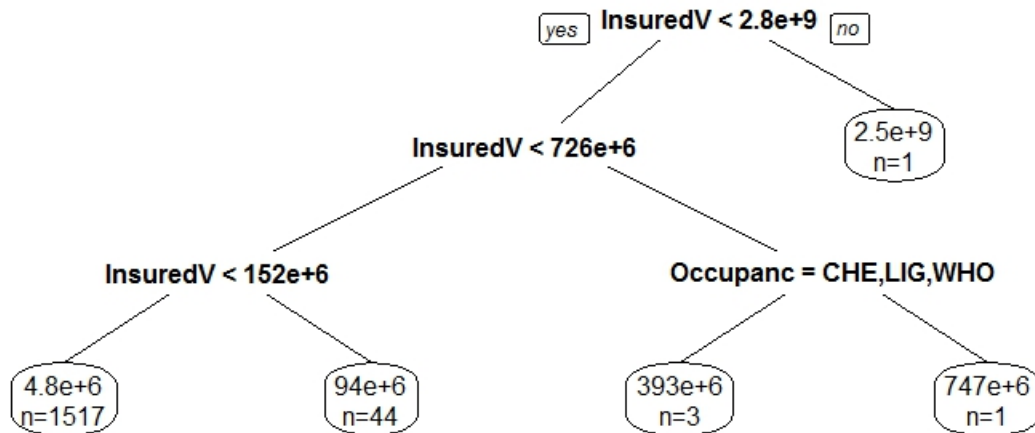 yes InsuredV < 2.8e+9 no
2.5e+9
n=1
InsuredV < 726e+6
InsuredV < 152e+6
Occupanc = CHE,LIG,WHO
4.8e+6
n=1517
94e+6
n=44
393e+6
n=3
747e+6
n=1